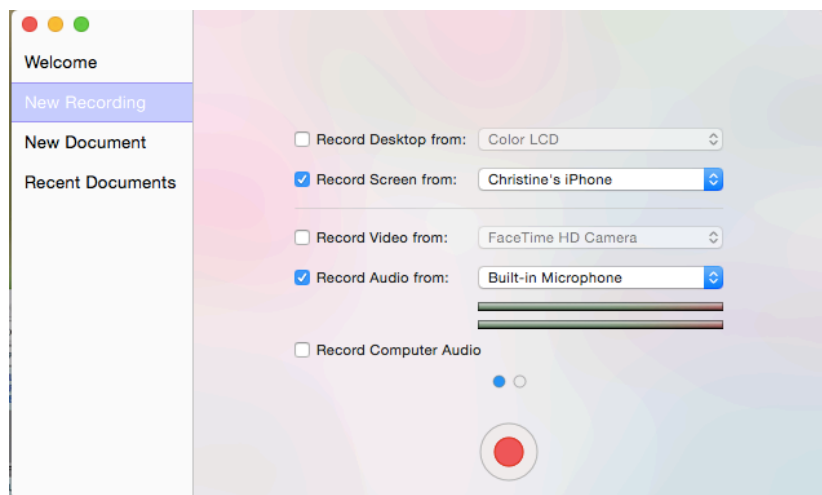 Welcome
New Recording
New Document
Recent Documents
Record Desktop from: Color LCD
Record Screen from: Christine's iPhone
Record Video from: FaceTime HD Camera
Record Audio from: Built-in Microphone
Record Computer Audio